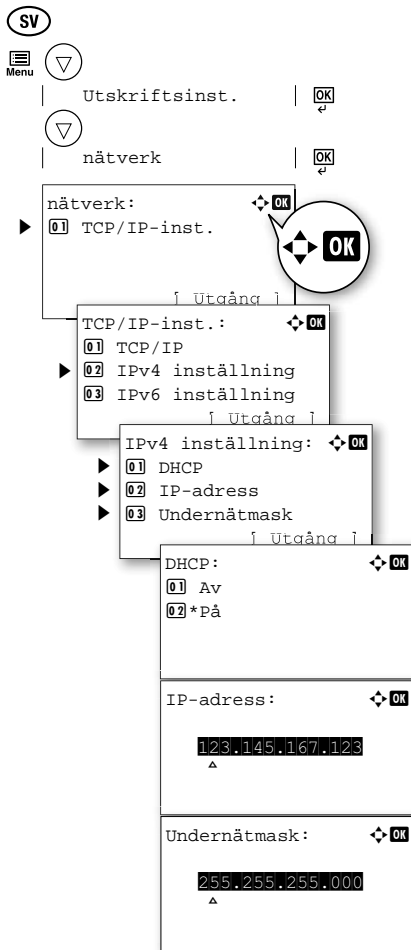 SV
Menu
Utskriftsinst. OK
nätverk OK
nätverk: OK
01 TCP/IP-inst.
OK
[ Utgång ]
TCP/IP-inst.: OK
01 TCP/IP
02 IPv4 inställning
03 IPv6 inställning
[ Utgång ]
IPv4 inställning: OK
01 DHCP
02 IP-adress
03 Undernätmask
[ Utgång ]
DHCP: OK
01 Av
02 *På
IP-adress: OK
123.145.167.123
Undernätmask: OK
255.255.255.000